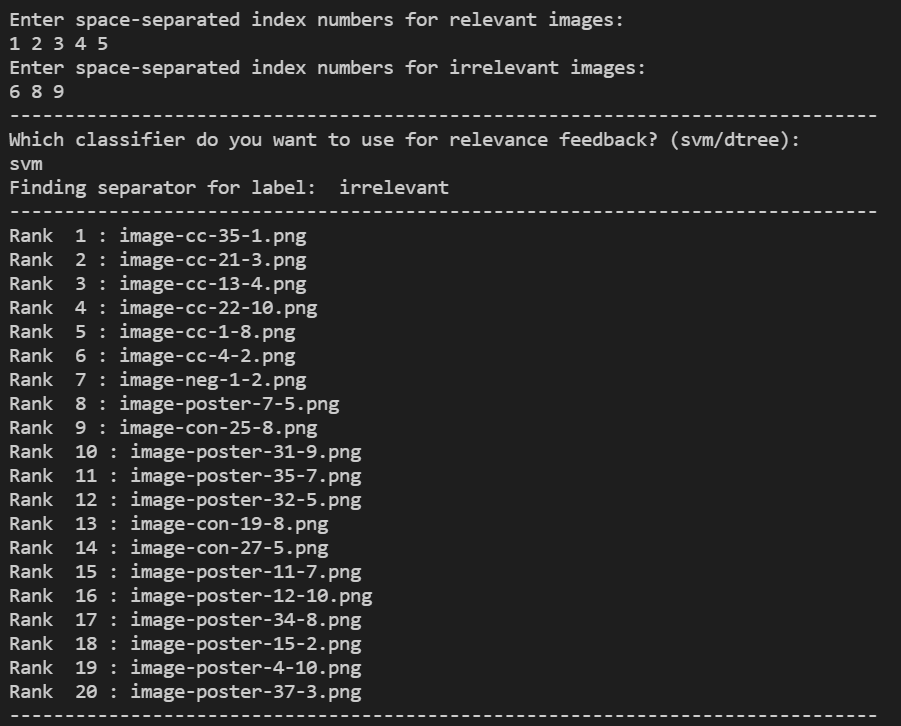 Enter space-separated index numbers for relevant images:
1 2 3 4 5
Enter space-separated index numbers for irrelevant images:
6 8 9
-------------------------------------------------------------------------------
Which classifier do you want to use for relevance feedback? (svm/dtree):
svm
Finding separator for label:  irrelevant
-------------------------------------------------------------------------------
Rank  1 : image-cc-35-1.png
Rank  2 : image-cc-21-3.png
Rank  3 : image-cc-13-4.png
Rank  4 : image-cc-22-10.png
Rank  5 : image-cc-1-8.png
Rank  6 : image-cc-4-2.png
Rank  7 : image-neg-1-2.png
Rank  8 : image-poster-7-5.png
Rank  9 : image-con-25-8.png
Rank  10 : image-poster-31-9.png
Rank  11 : image-poster-35-7.png
Rank  12 : image-poster-32-5.png
Rank  13 : image-con-19-8.png
Rank  14 : image-con-27-5.png
Rank  15 : image-poster-11-7.png
Rank  16 : image-poster-12-10.png
Rank  17 : image-poster-34-8.png
Rank  18 : image-poster-15-2.png
Rank  19 : image-poster-4-10.png
Rank  20 : image-poster-37-3.png
-------------------------------------------------------------------------------